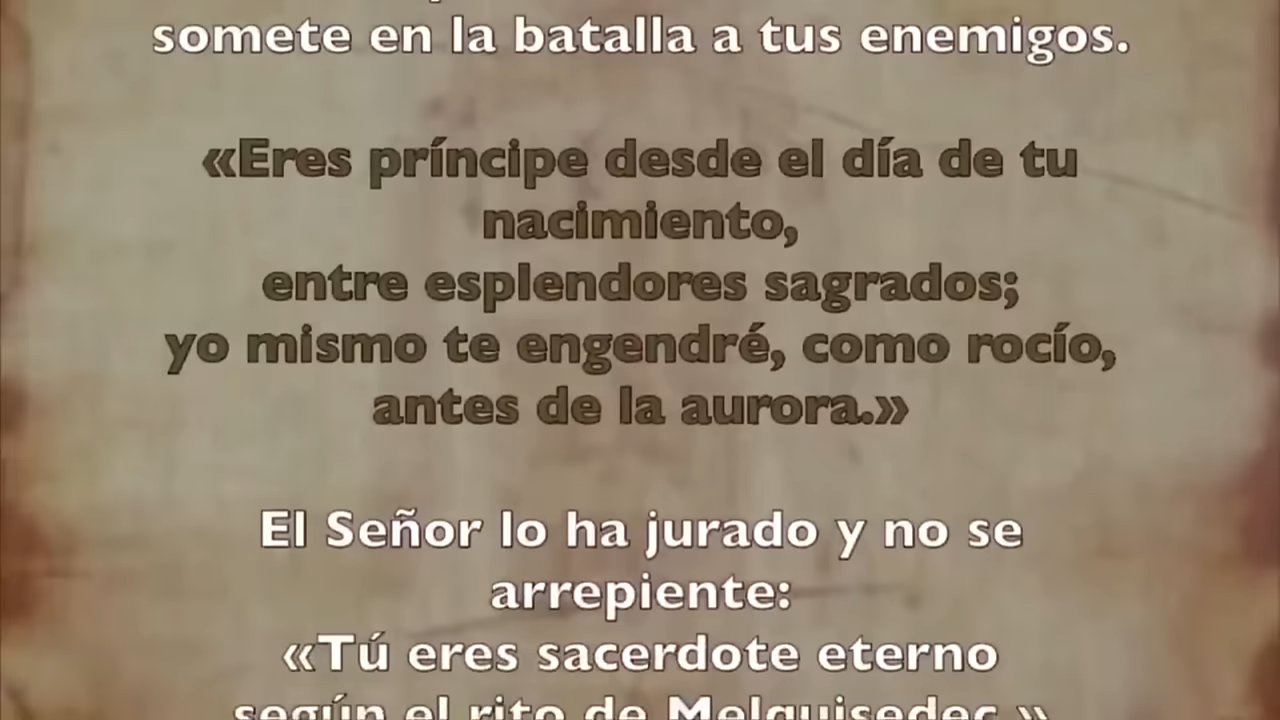 somete en la batalla a tus enemigos.
«Eres príncipe desde el día de tu
nacimiento,
entre esplendores sagrados;
yo mismo te engendré, como rocío,
antes de la aurora.»
El Señor lo ha jurado y no se
arrepiente:
«Tú eres sacerdote eterno
según el rito de Melquisedec.»